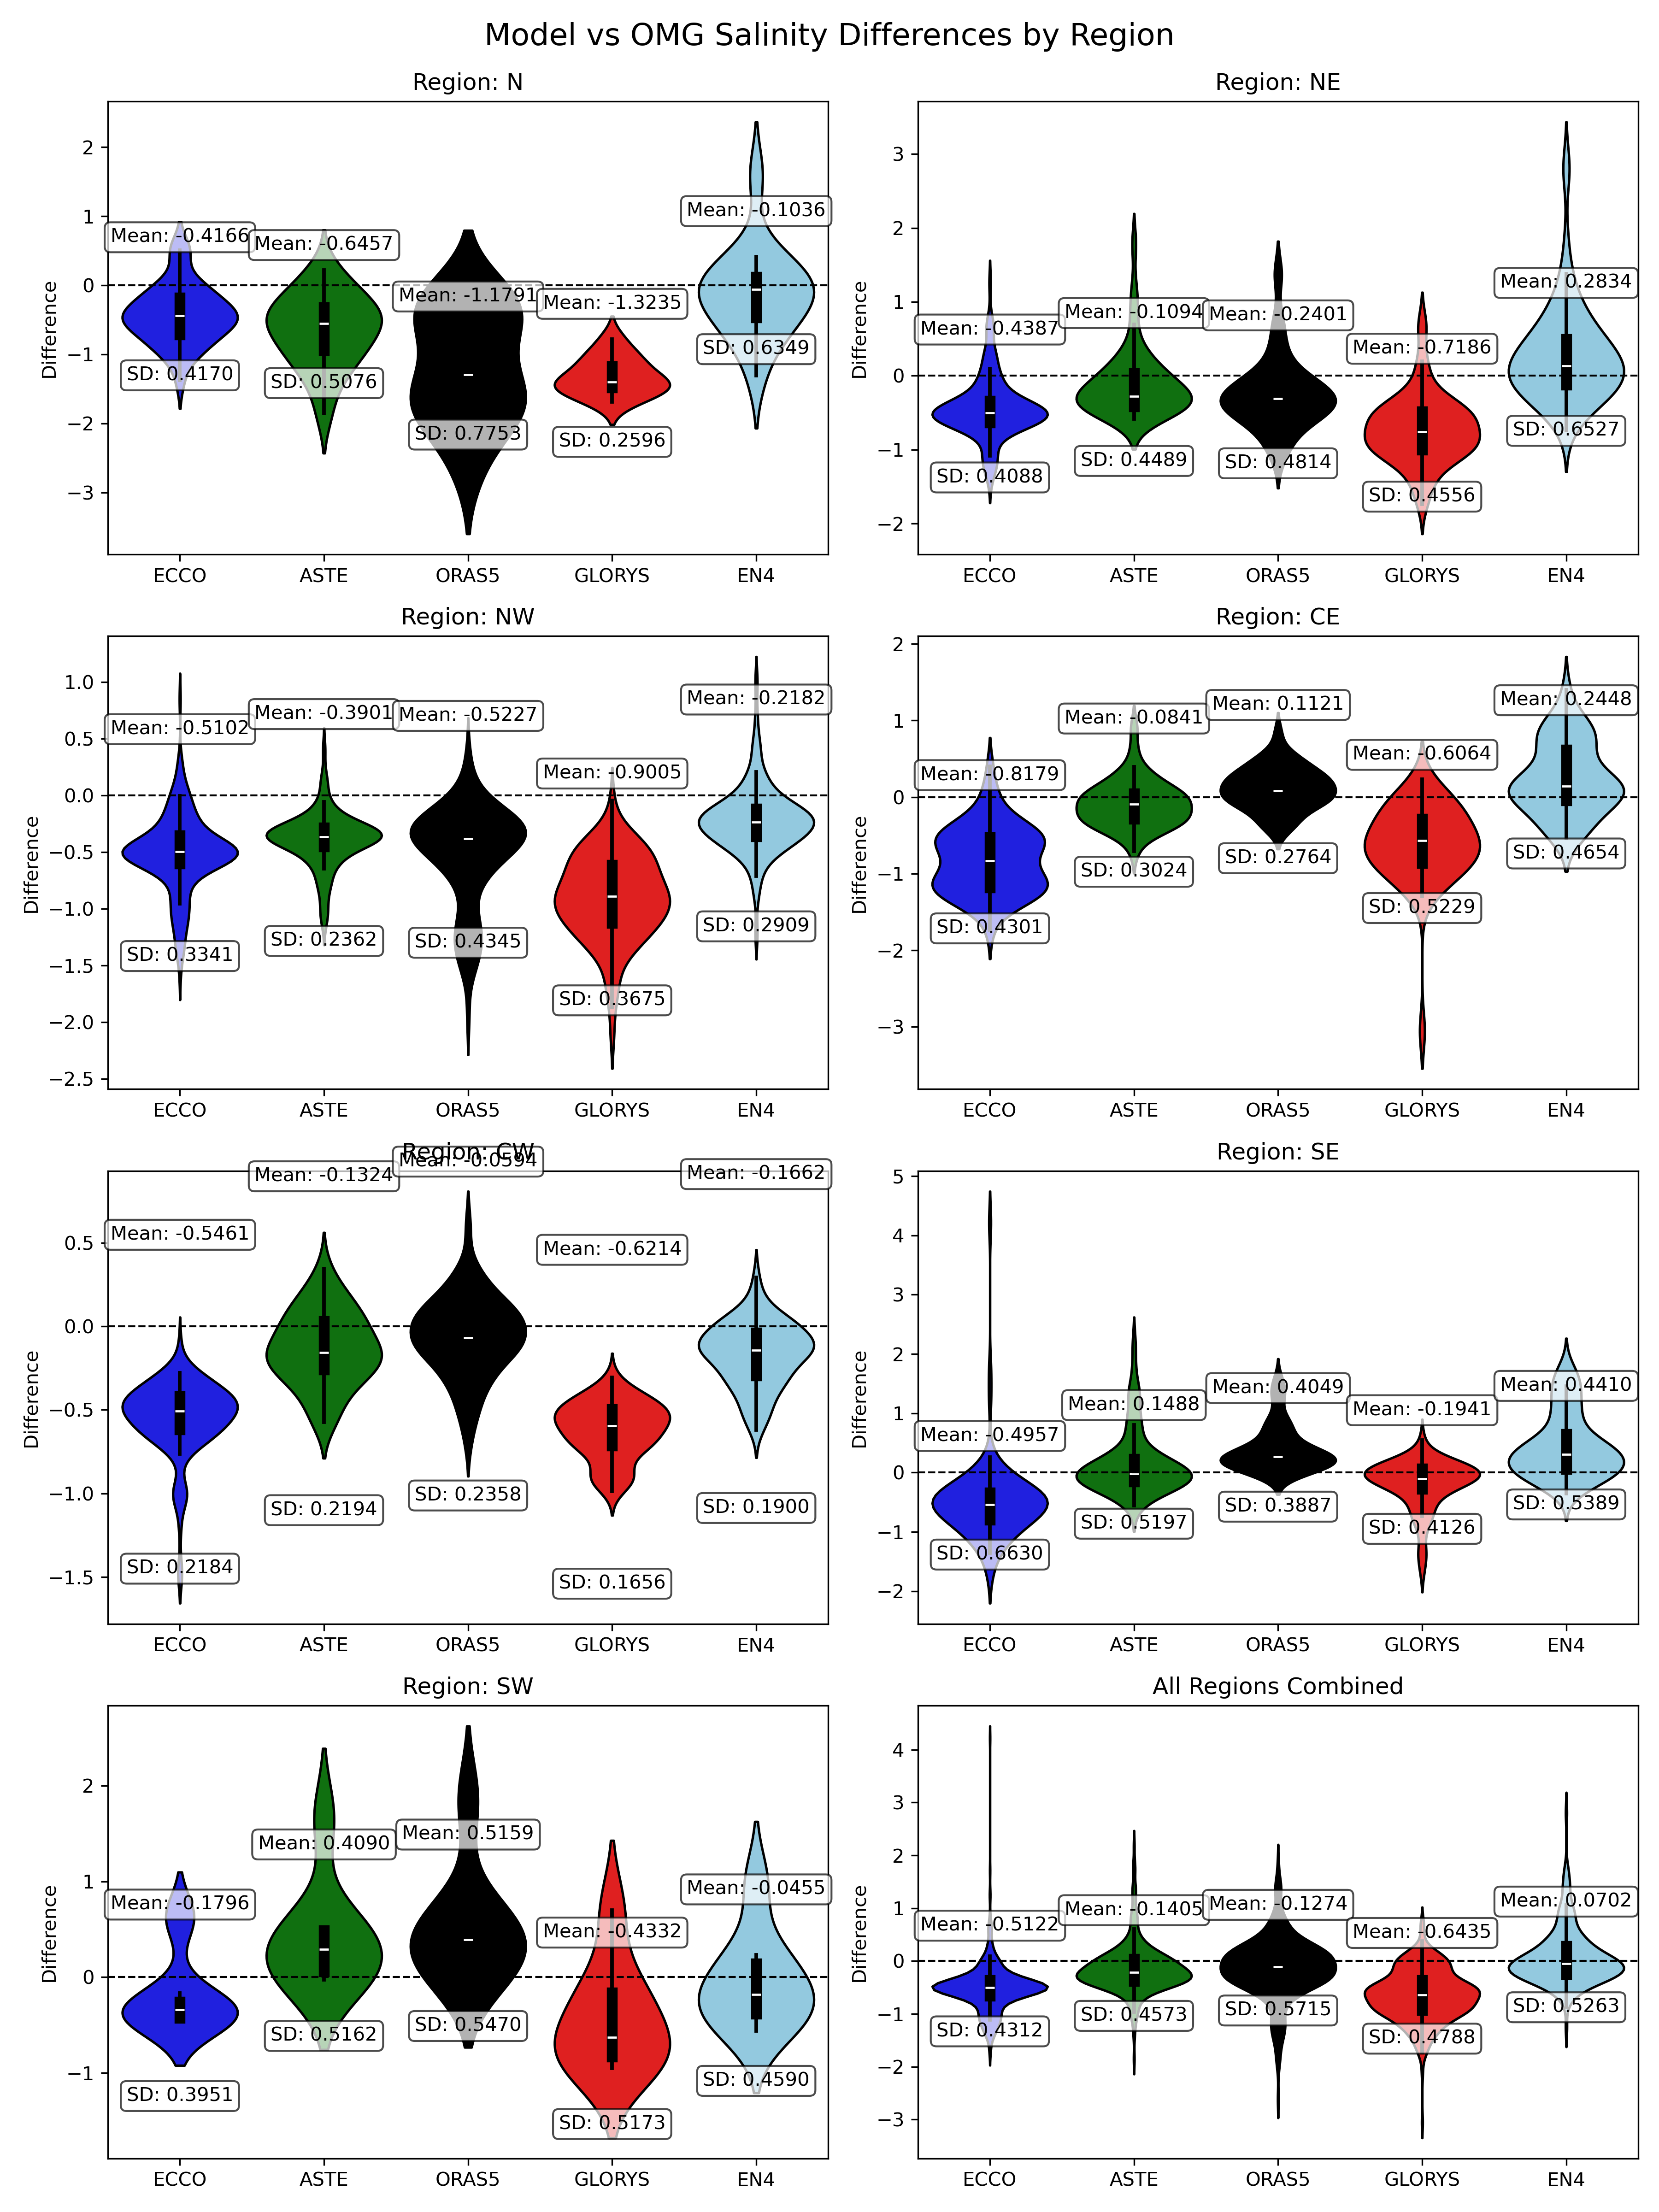 Model vs OMG Salinity Differences by Region
Region: N
Difference
2
1
0
−1
−2
−3
Mean: -0.4166
Mean: -0.6457
Mean: -1.1791
Mean: -1.3235
Mean: -0.1036
SD: 0.4170
SD: 0.5076
SD: 0.7753
SD: 0.2596
SD: 0.6349
ECCO ASTE ORAS5 GLORYS EN4
Region: NE
Difference
3
2
1
0
−1
−2
Mean: -0.4387
Mean: -0.1094
Mean: -0.2401
Mean: -0.7186
Mean: 0.2834
SD: 0.4088
SD: 0.4489
SD: 0.4814
SD: 0.4556
SD: 0.6527
ECCO ASTE ORAS5 GLORYS EN4
Region: NW
Difference
1.0
0.5
0.0
−0.5
−1.0
−1.5
−2.0
−2.5
Mean: -0.5102
Mean: -0.3901
Mean: -0.5227
Mean: -0.9005
Mean: -0.2182
SD: 0.3341
SD: 0.2362
SD: 0.4345
SD: 0.3675
SD: 0.2909
ECCO ASTE ORAS5 GLORYS EN4
Region: CE
Difference
2
1
0
−1
−2
−3
Mean: -0.8179
Mean: -0.0841
Mean: 0.1121
Mean: -0.6064
Mean: 0.2448
SD: 0.4301
SD: 0.3024
SD: 0.2764
SD: 0.5229
SD: 0.4654
ECCO ASTE ORAS5 GLORYS EN4
Region: CW
Difference
0.5
0.0
−0.5
−1.0
−1.5
Mean: -0.5461
Mean: -0.1324
Mean: -0.0594
Mean: -0.6214
Mean: -0.1662
SD: 0.2184
SD: 0.2194
SD: 0.2358
SD: 0.1656
SD: 0.1900
ECCO ASTE ORAS5 GLORYS EN4
Region: SE
Difference
5
4
3
2
1
0
−1
−2
Mean: -0.4957
Mean: 0.1488
Mean: 0.4049
Mean: -0.1941
Mean: 0.4410
SD: 0.6630
SD: 0.5197
SD: 0.3887
SD: 0.4126
SD: 0.5389
ECCO ASTE ORAS5 GLORYS EN4
Region: SW
Difference
2
1
0
−1
Mean: -0.1796
Mean: 0.4090
Mean: 0.5159
Mean: -0.4332
Mean: -0.0455
SD: 0.3951
SD: 0.5162
SD: 0.5470
SD: 0.5173
SD: 0.4590
ECCO ASTE ORAS5 GLORYS EN4
All Regions Combined
Difference
4
3
2
1
0
−1
−2
−3
Mean: -0.5122
Mean: -0.1405
Mean: -0.1274
Mean: -0.6435
Mean: 0.0702
SD: 0.4312
SD: 0.4573
SD: 0.5715
SD: 0.4788
SD: 0.5263
ECCO ASTE ORAS5 GLORYS EN4